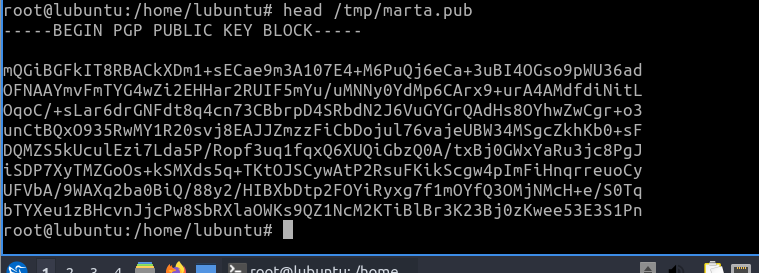 root@lubuntu:/home/lubuntu# head /tmp/marta.pub
-----BEGIN PGP PUBLIC KEY BLOCK-----
mQGiBGFkIT8RBACkXDm1+sECae9m3A107E4+M6PuQj6eCa+3uBI4OGso9pWU36ad
OFNAAYmvFmTYG4wZi2EHHar2RUIF5mYu/uMNNy0YdMp6CArx9+urA4AMdfdiNitL
OqoC/+sLar6drGNFdt8q4cn73CBbrpD4SRbdN2J6VuGYGrQAdHs8OYhwZwCgr+o3
unCtBQxO935RwMY1R20svj8EAJJZmzzFiCbDojul76vajeUBW34MSgcZkhKb0+sF
DQMZS5kUculEzi7Lda5P/Ropf3uq1fqxQ6XUQiGbzQ0A/txBj0GWxYaRu3jc8PgJ
iSDP7XyTMZGoOs+kSMXds5q+TKtOJSCywAtP2RsuFKikScgw4pImFiHnqrreuoCy
UFVbA/9WAXq2ba0BiQ/88y2/HIBXbDtp2FOYiRyxg7f1mOYfQ3OMjNMcH+e/S0Tq
bTYXeu1zBHcvnJjcPw8SbRXlaOWKs9QZ1NcM2KTiBlBr3K23Bj0zKwee53E3S1Pn
root@lubuntu:/home/lubuntu#
1 2 3 4 root@lubuntu: /home